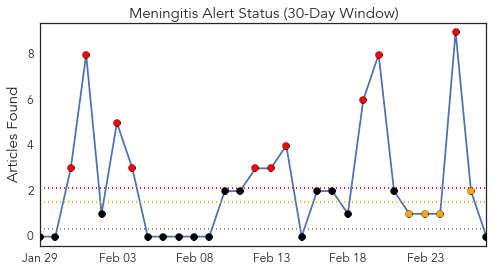 Meningitis Alert Status (30-Day Window)
Articles Found
8
6
4
2
0
Jan 29 Feb 03 Feb 08 Feb 13 Feb 18 Feb 23